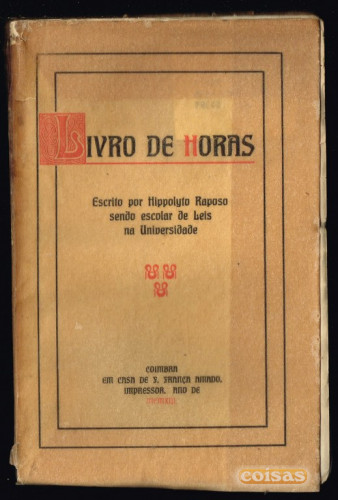 LIVRO DE HORAS
Escrito por Hippolyto Raposo
sendo escolar de Leis
na Universidade
COIMBRA
EM CASA DE F. FRANÇA AMADO,
IMPRESSOR. ANO DE
coisas